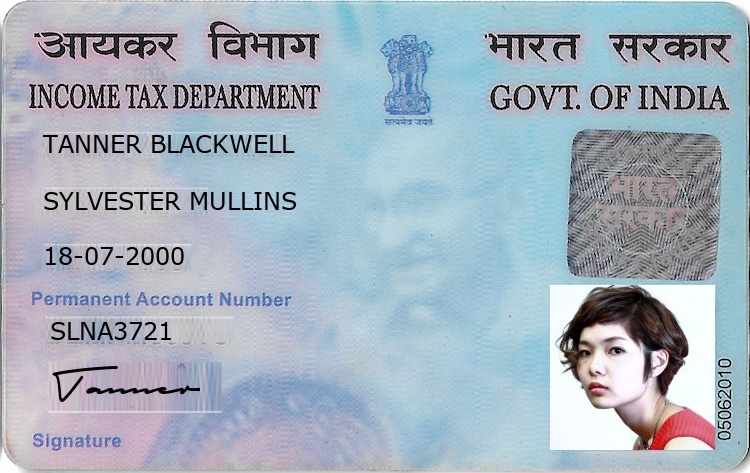 आयकर विभाग
भारत सरकार
INCOME TAX DEPARTMENT
GOVT. OF INDIA
सत्यमेव जयते
TANNER BLACKWELL
SYLVESTER MULLINS
18-07-2000
भारत
सरकार
Permanent Account Number
SLNA3721
Tanner
Signature
05062010